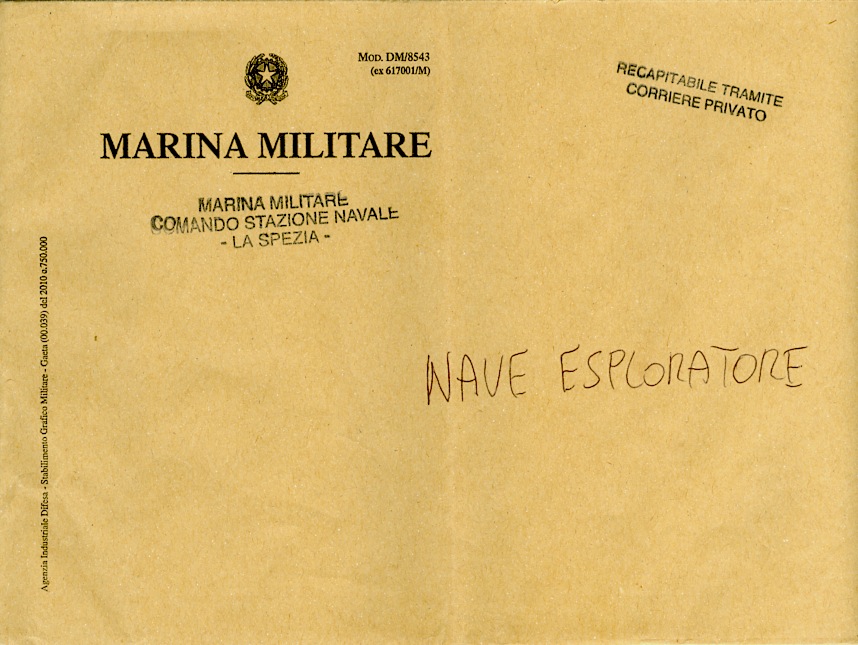 MOD. DM/8543
(ex 617001/M)
RECAPITABILE TRAMITE
CORRIERE PRIVATO
MARINA MILITARE
MARINA MILITARE
COMANDO STAZIONE NAVALE
- LA SPEZIA -
NAVE ESPLORATORE
Agenzia Industriale Difesa - Stabilimento Grafico Militare - Gaeta (00.039) del 2010 a.750.000